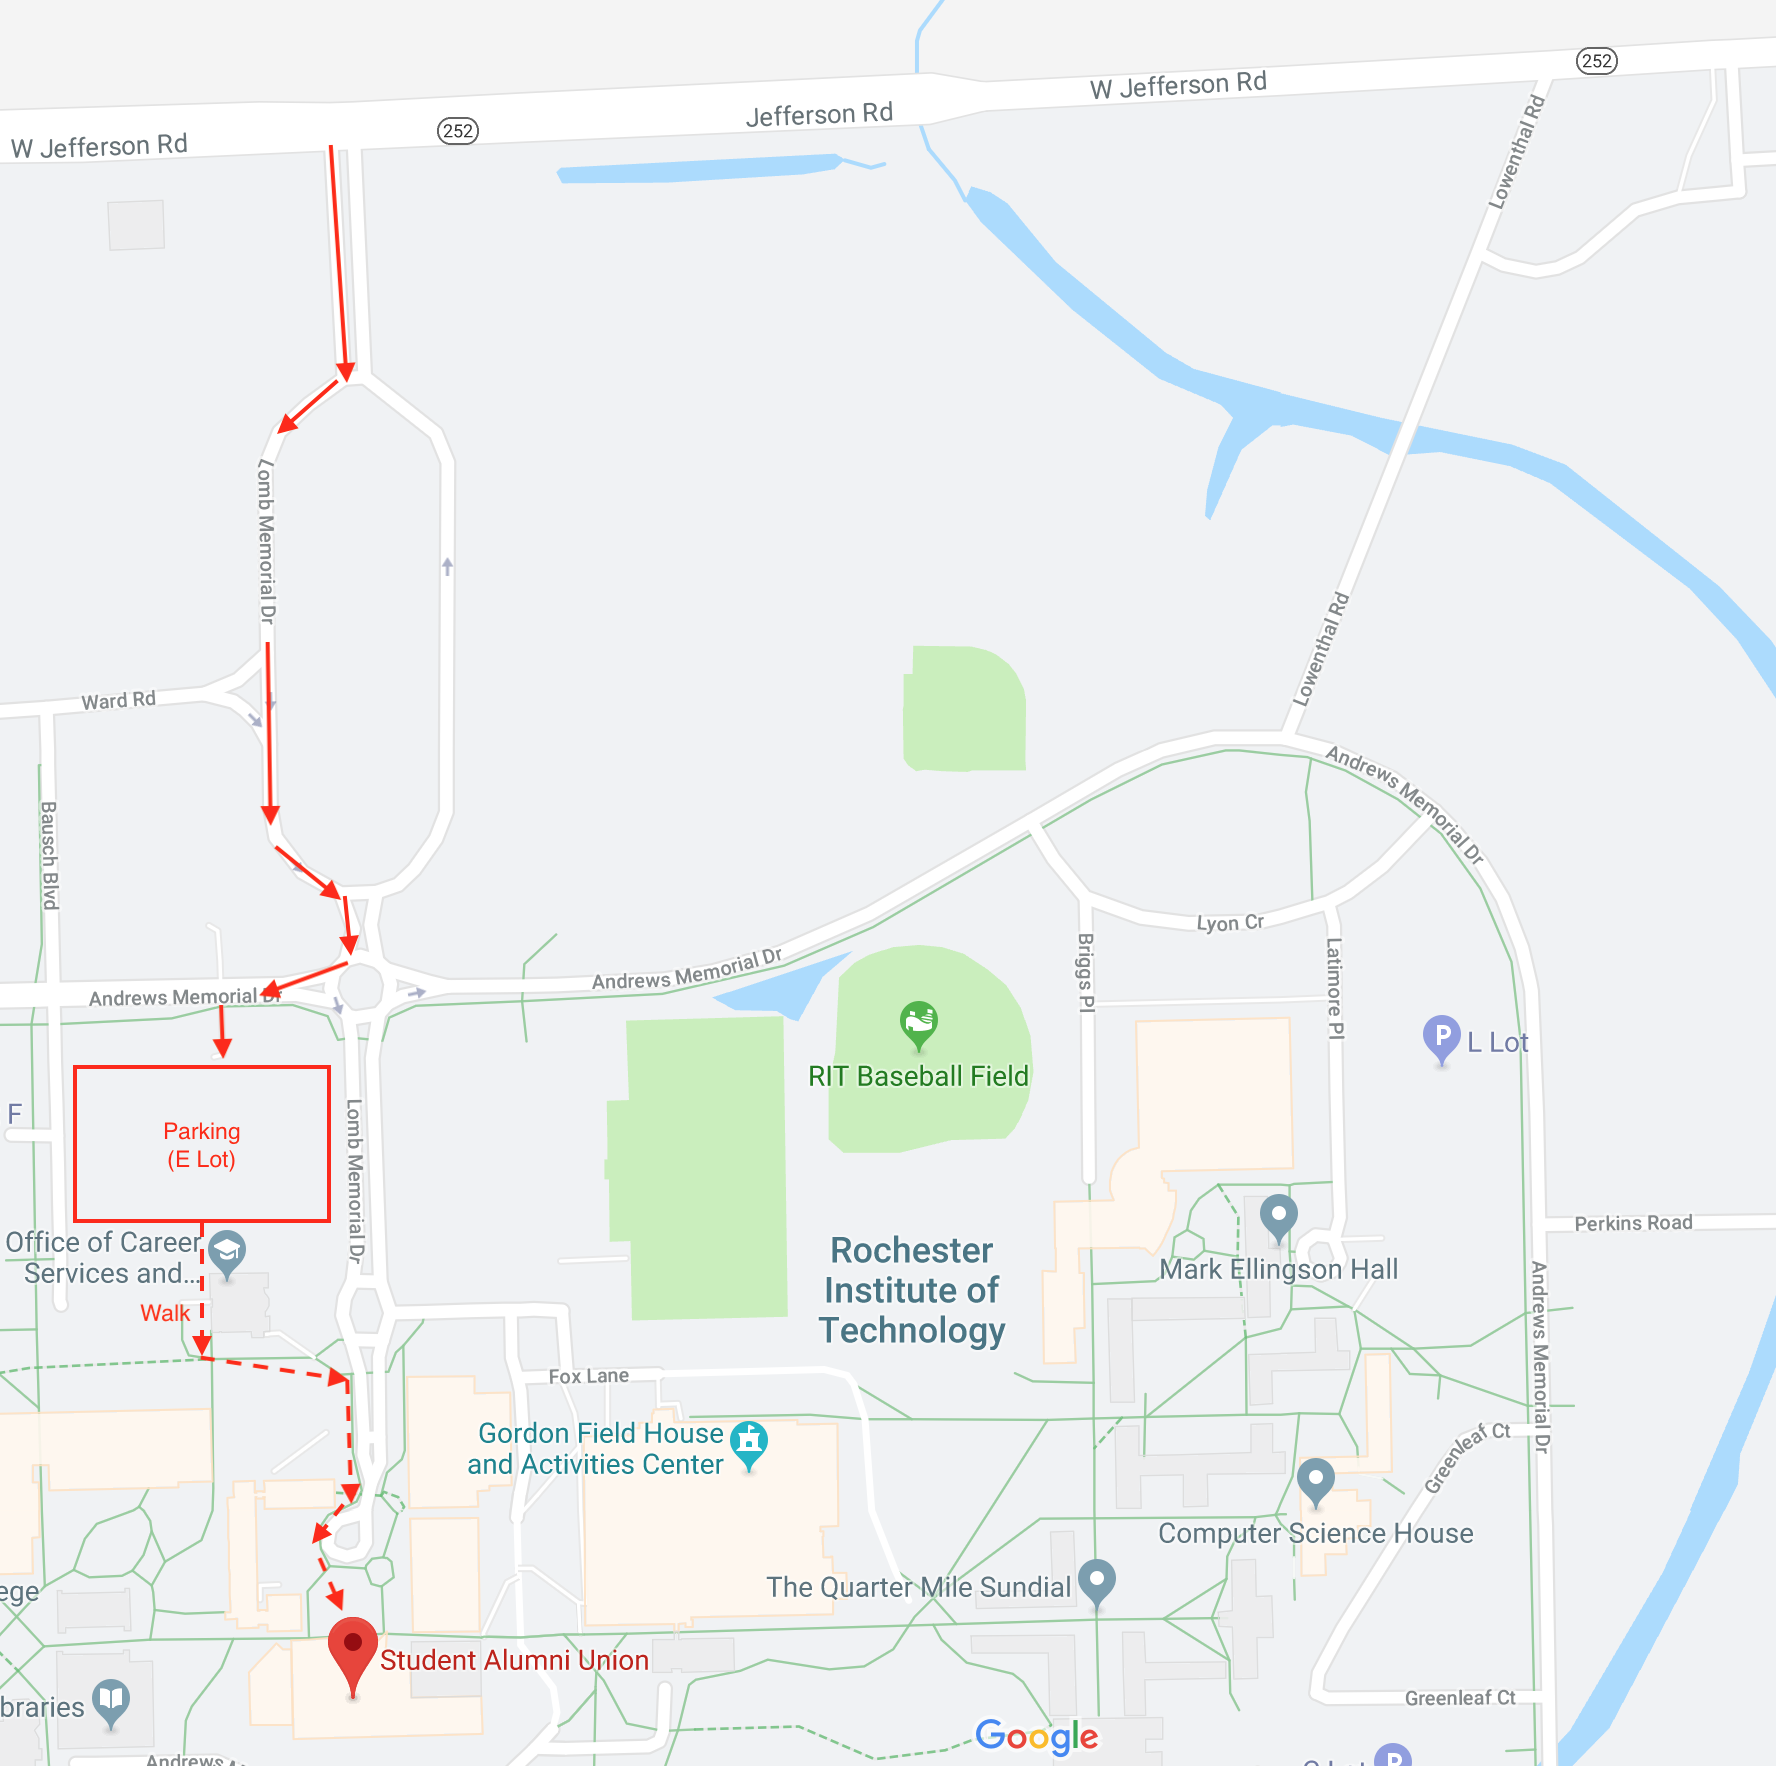 252
W Jefferson Rd
Jefferson Rd
252
W Jefferson Rd
Lowenthal Rd
Lomb Memorial Dr
Ward Rd
Lowenthal Rd
Andrews Memorial Dr
Bausch Blvd
Lyon Cr
Briggs Pl
Latimore Pl
Andrews Memorial Dr
Andrews Memorial Dr
P L Lot
RIT Baseball Field
F
Parking
(E Lot)
Lomb Memorial Dr
Office of Career
Services and...
Walk
Rochester
Institute of
Technology
Mark Ellingson Hall
Perkins Road
Andrews Memorial Dr
Fox Lane
Gordon Field House
and Activities Center
Greenleaf Ct
Computer Science House
The Quarter Mile Sundial
ege
Student Alumni Union
braries
Greenleaf Ct
Google
P
Andrews